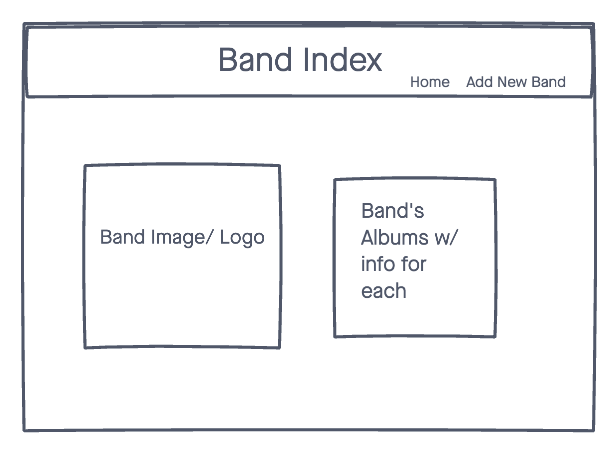 Band Index
Home Add New Band
Band Image/ Logo
Band's
Albums w/
info for
each